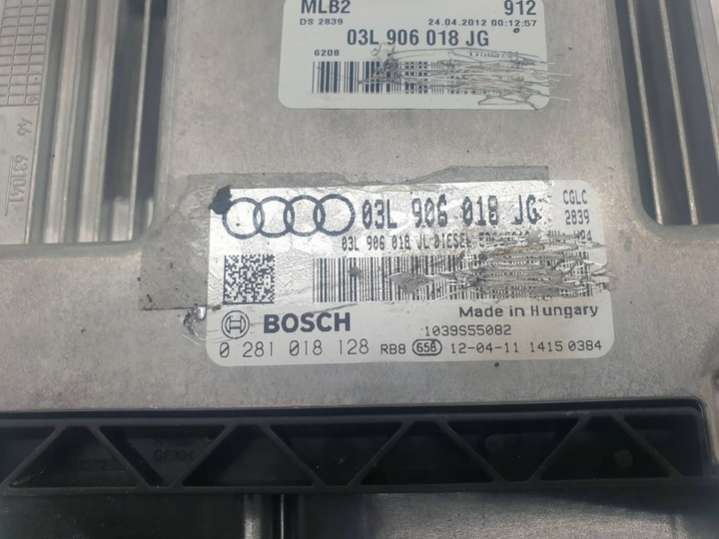 MLB2 912
DS 2839 24.04.2012 00:12:57
03L 906 018 JG
6208
03L 906 018 JG CGLC
2839
03L 906 018 JL DIESEL
Made in Hungary
BOSCH 1039S55082
0 281 018 128 RB8 658 12-04-11 1415 0384